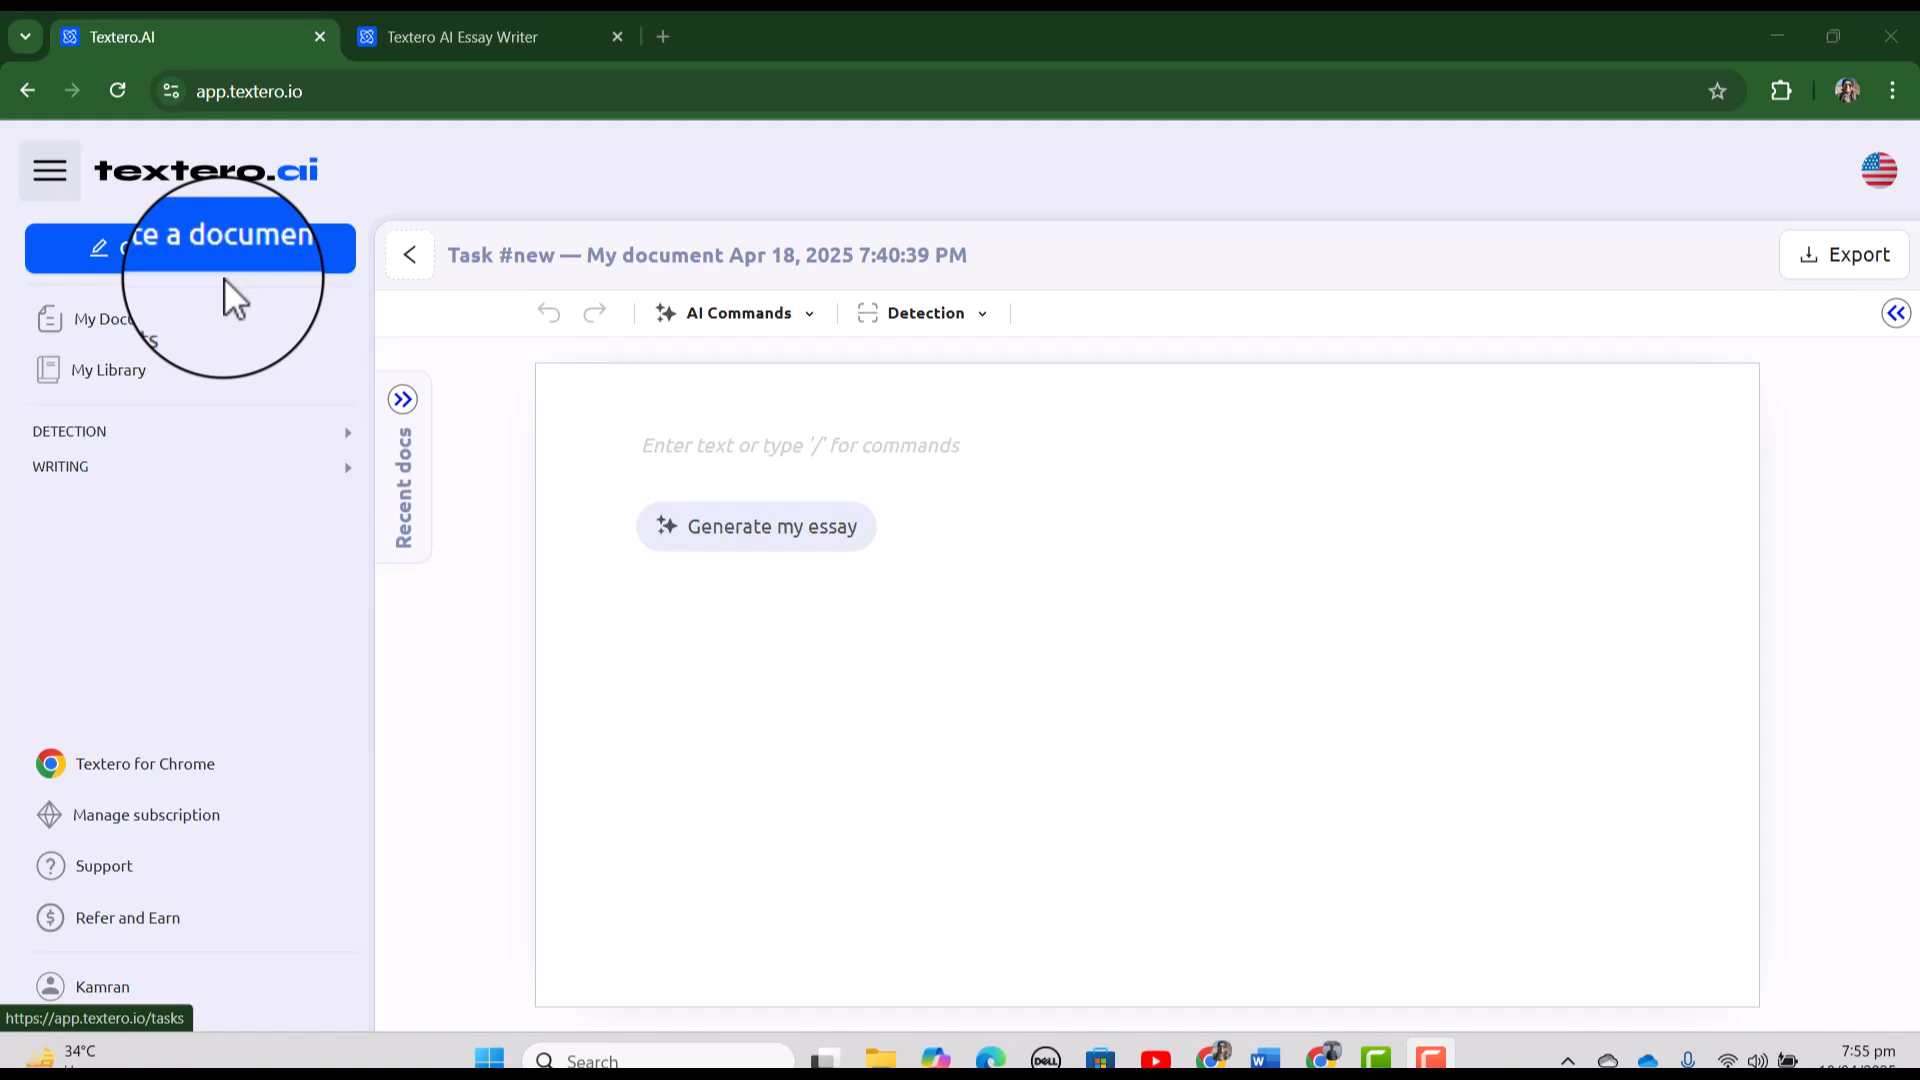 Textero.AI
Textero AI Essay Writer
app.textero.io
textero.ai
te a documen
Task #new — My document Apr 18, 2025 7:40:39 PM
Export
My Doc
ts
AI Commands
Detection
My Library
DETECTION
WRITING
Recent docs
Enter text or type '/' for commands
Generate my essay
Textero for Chrome
Manage subscription
Support
Refer and Earn
Kamran
https://app.textero.io/tasks
34°C
Search
DELL
W
7:55 pm